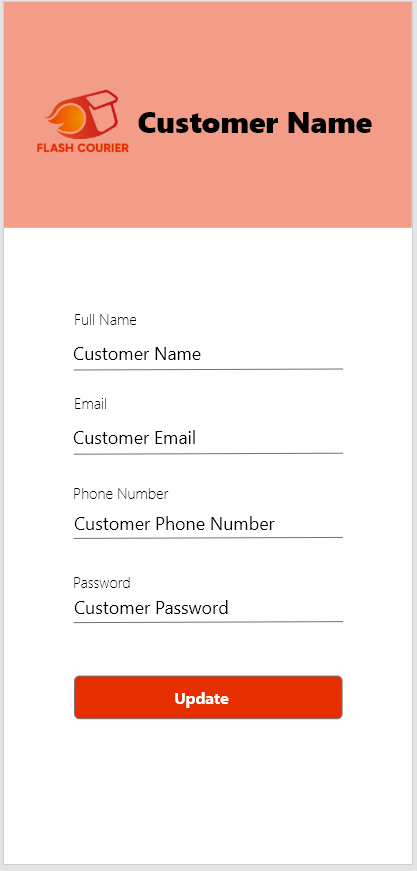 Customer Name
FLASH COURIER
Full Name
Customer Name
Email
Customer Email
Phone Number
Customer Phone Number
Password
Customer Password
Update